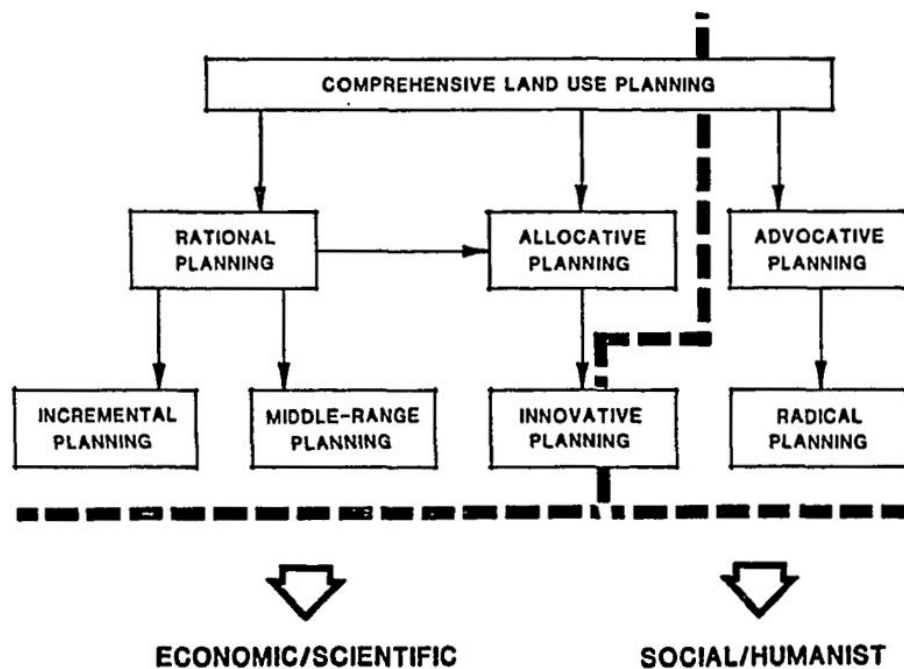 COMPREHENSIVE LAND USE PLANNING
RATIONAL
PLANNING
ALLOCATIVE
PLANNING
ADVOCATIVE
PLANNING
INCREMENTAL
PLANNING
MIDDLE-RANGE
PLANNING
INNOVATIVE
PLANNING
RADICAL
PLANNING
ECONOMIC/SCIENTIFIC
SOCIAL/HUMANIST